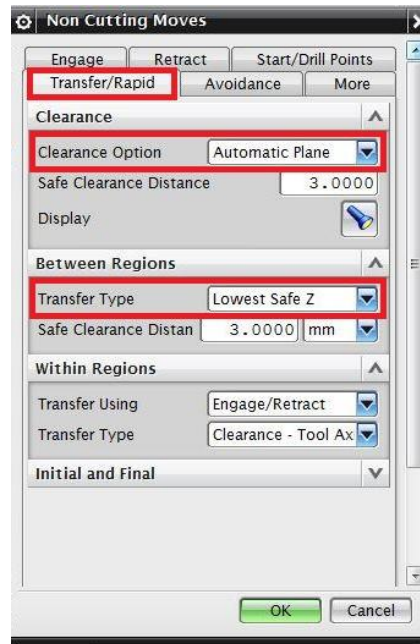 Non Cutting Moves
Engage Retract Start/Drill Points
Transfer/Rapid Avoidance More
Clearance
Clearance Option Automatic Plane
Safe Clearance Distance 3.0000
Display
Between Regions
Transfer Type Lowest Safe Z
Safe Clearance Distan 3.0000 mm
Within Regions
Transfer Using Engage/Retract
Transfer Type Clearance - Tool Ax
Initial and Final
OK Cancel